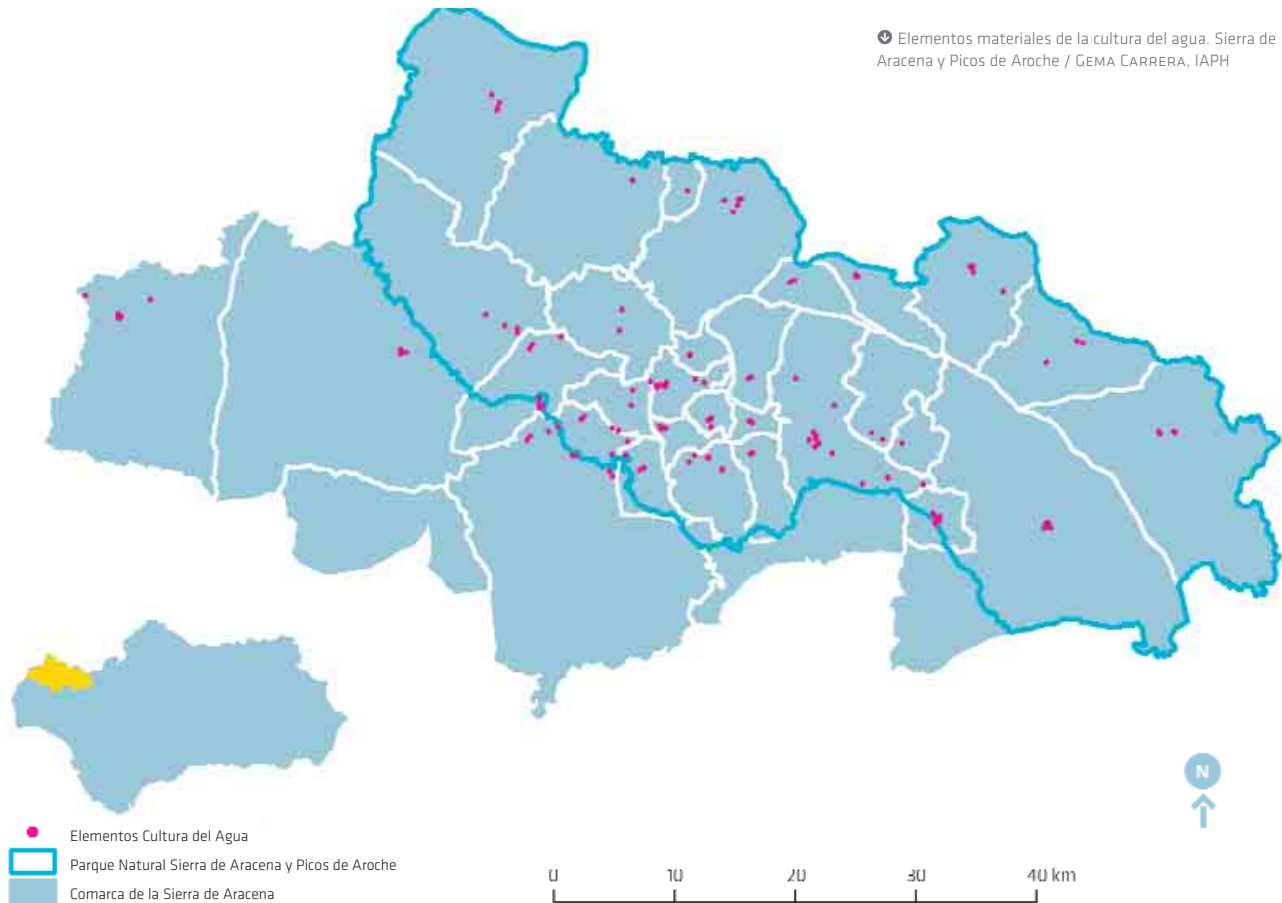 Elementos materiales de la cultura del agua. Sierra de
Aracena y Picos de Aroche / GEMA CARRERA, IAPH
N
Elementos Cultura del Agua
Parque Natural Sierra de Aracena y Picos de Aroche
Comarca de la Sierra de Aracena
0 10 20 30 40 km